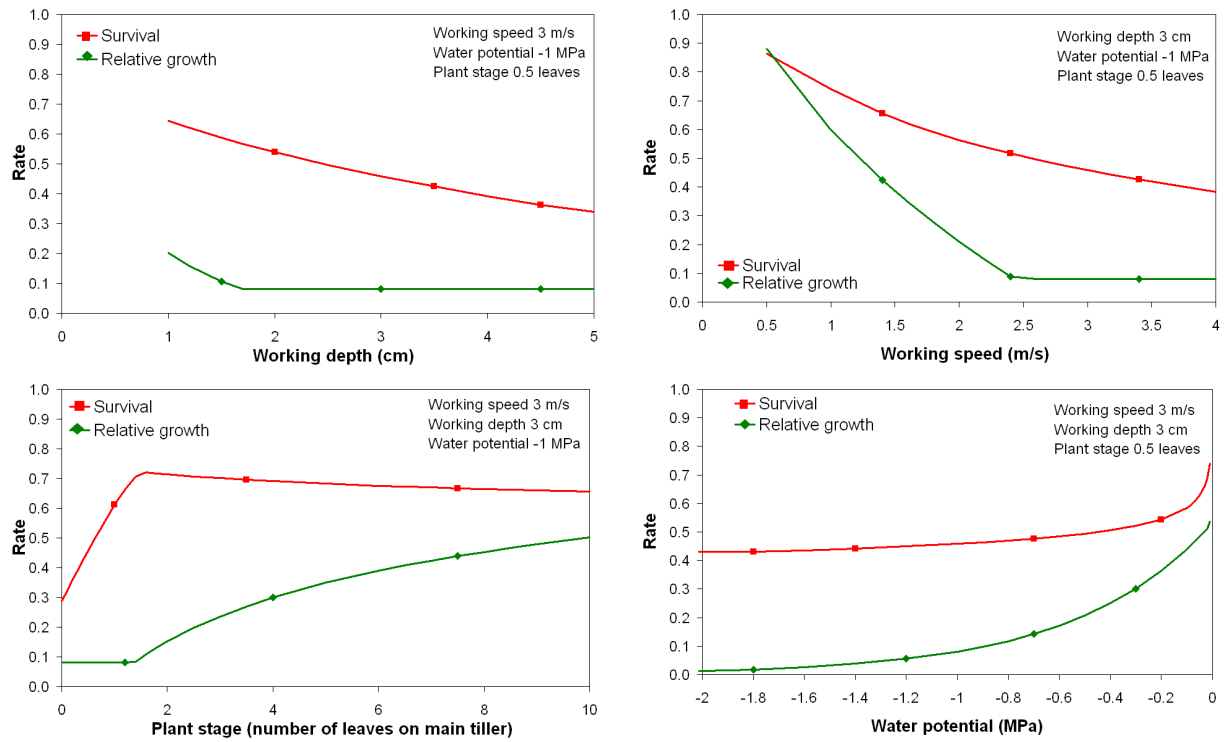 1.0
0.9
0.8
0.7
0.6
0.5
0.4
0.3
0.2
0.1
0.0
Rate
Survival
Relative growth
Working speed 3 m/s
Water potential -1 MPa
Plant stage 0.5 leaves
0 1 2 3 4 5
Working depth (cm)
1.0
0.9
0.8
0.7
0.6
0.5
0.4
0.3
0.2
0.1
0.0
Rate
Working depth 3 cm
Water potential -1 MPa
Plant stage 0.5 leaves
Survival
Relative growth
0 0.5 1 1.5 2 2.5 3 3.5 4
Working speed (m/s)
1.0
0.9
0.8
0.7
0.6
0.5
0.4
0.3
0.2
0.1
0.0
Rate
Survival
Relative growth
Working speed 3 m/s
Working depth 3 cm
Water potential -1 MPa
0 2 4 6 8 10
Plant stage (number of leaves on main tiller)
1.0
0.9
0.8
0.7
0.6
0.5
0.4
0.3
0.2
0.1
0.0
Rate
Survival
Relative growth
Working speed 3 m/s
Working depth 3 cm
Plant stage 0.5 leaves
-2 -1.8 -1.6 -1.4 -1.2 -1 -0.8 -0.6 -0.4 -0.2 0
Water potential (MPa)